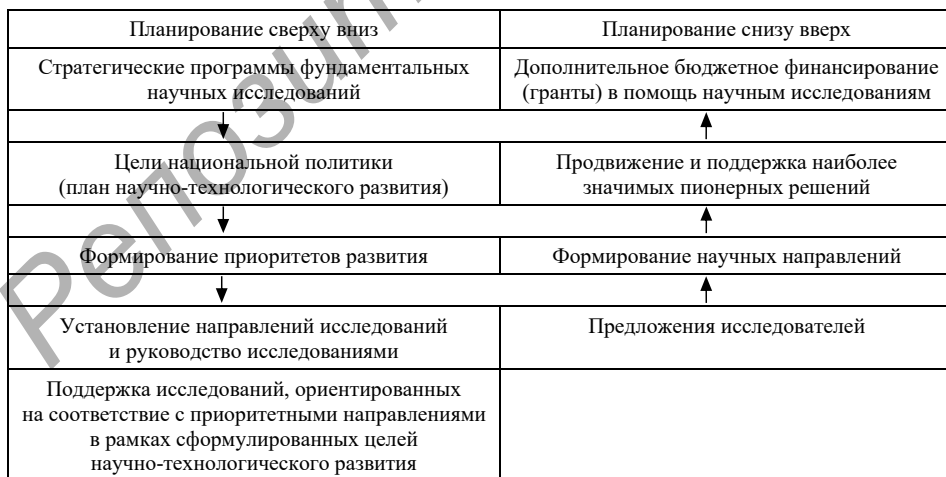 Планирование сверху вниз
Планирование снизу вверх
Стратегические программы фундаментальных
научных исследований
Дополнительное бюджетное финансирование
(гранты) в помощь научным исследованиям
Цели национальной политики
(план научно-технологического развития)
Продвижение и поддержка наиболее
значимых пионерных решений
Формирование приоритетов развития
Формирование научных направлений
Установление направлений исследований
и руководство исследованиями
Предложения исследователей
Поддержка исследований, ориентированных
на соответствие с приоритетными направлениями
в рамках сформулированных целей
научно-технологического развития